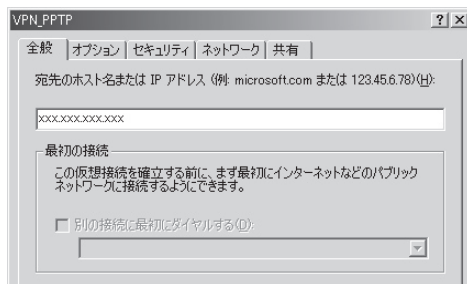 VPN_PPTP
全般 オプション セキュリティ ネットワーク 共有
宛先のホスト名または IP アドレス (例: microsoft.com または 123.45.6.78)(H):
xxx.xxx.xxx.xxx
最初の接続
この仮想接続を確立する前に、まず最初にインターネットなどのパブリック
ネットワークに接続するようにできます。
別の接続に最初にダイヤルする(D):